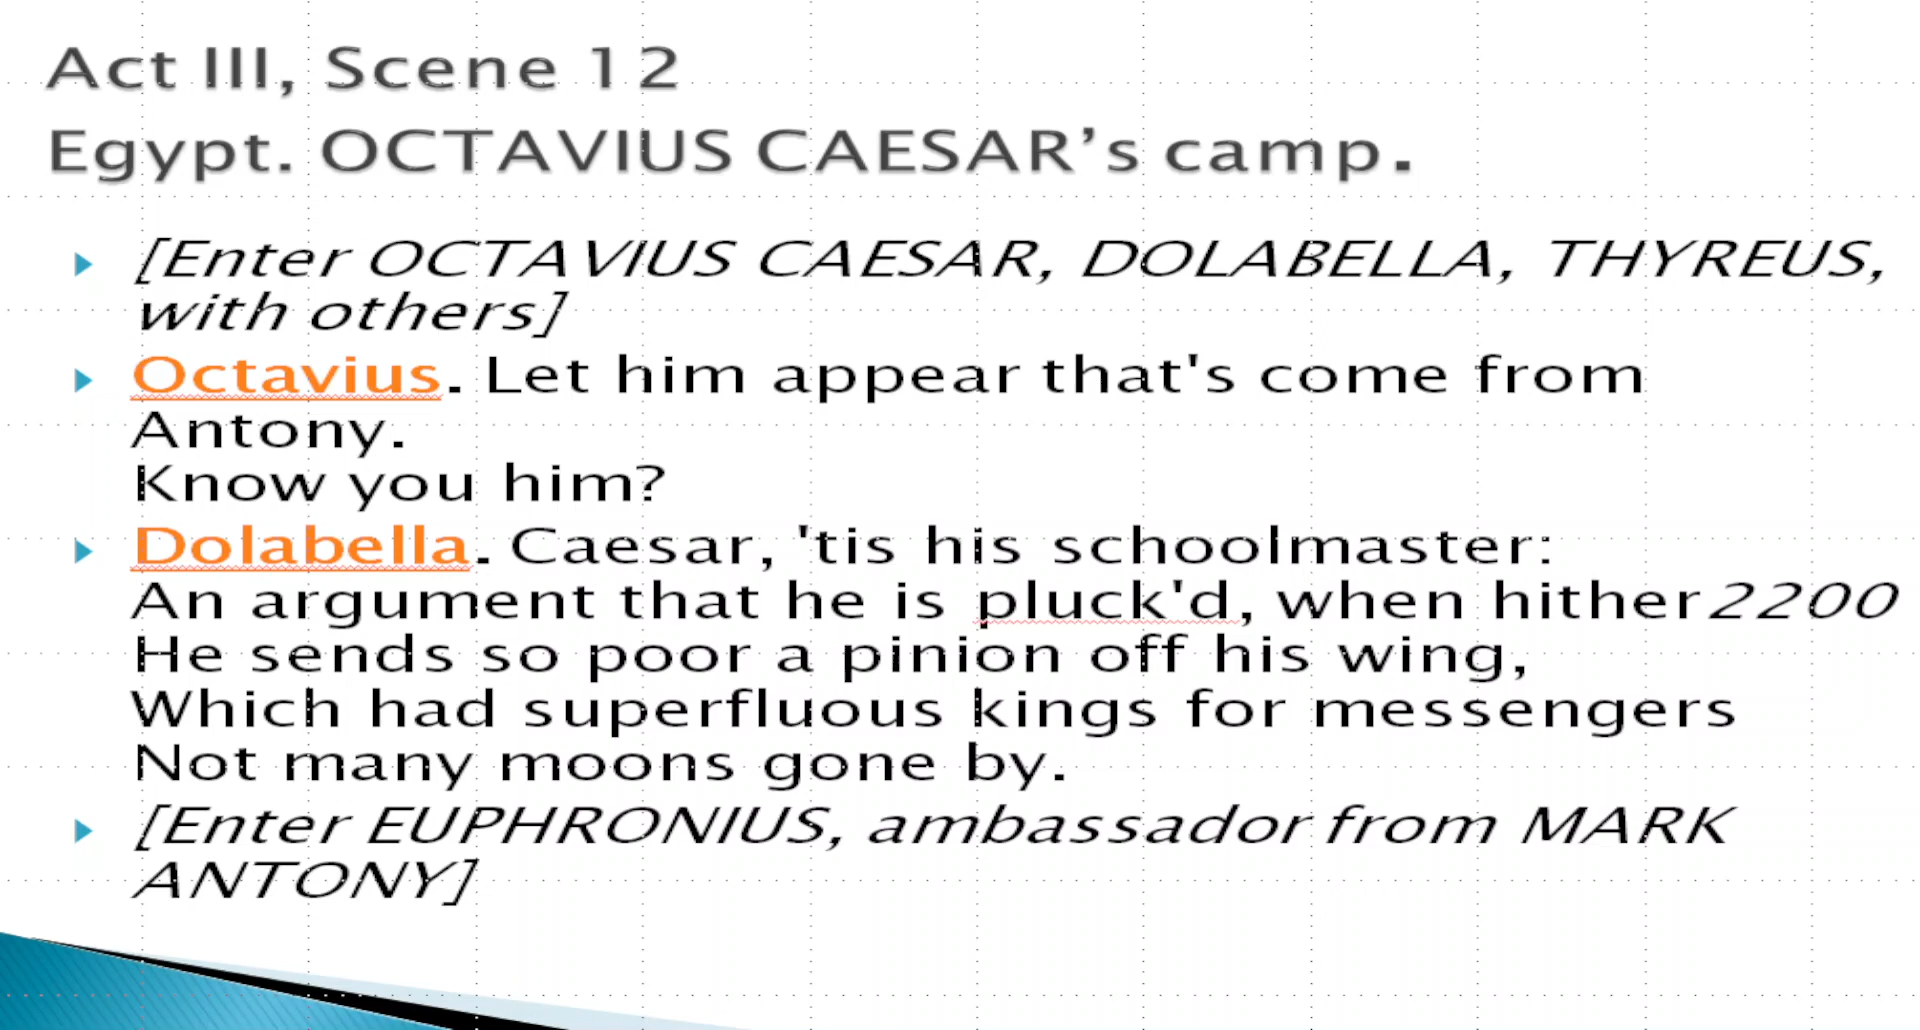 Act III, Scene 12
Egypt. OCTAVIUS CAESAR’s camp.
[Enter OCTAVIUS CAESAR, DOLABELLA, THYREUS,
with others]
Octavius. Let him appear that's come from
Antony.
Know you him?
Dolabella. Caesar, 'tis his schoolmaster:
An argument that he is pluck'd, when hither2200
He sends so poor a pinion off his wing,
Which had superfluous kings for messengers
Not many moons gone by.
[Enter EUPHRONIUS, ambassador from MARK
ANTONY]